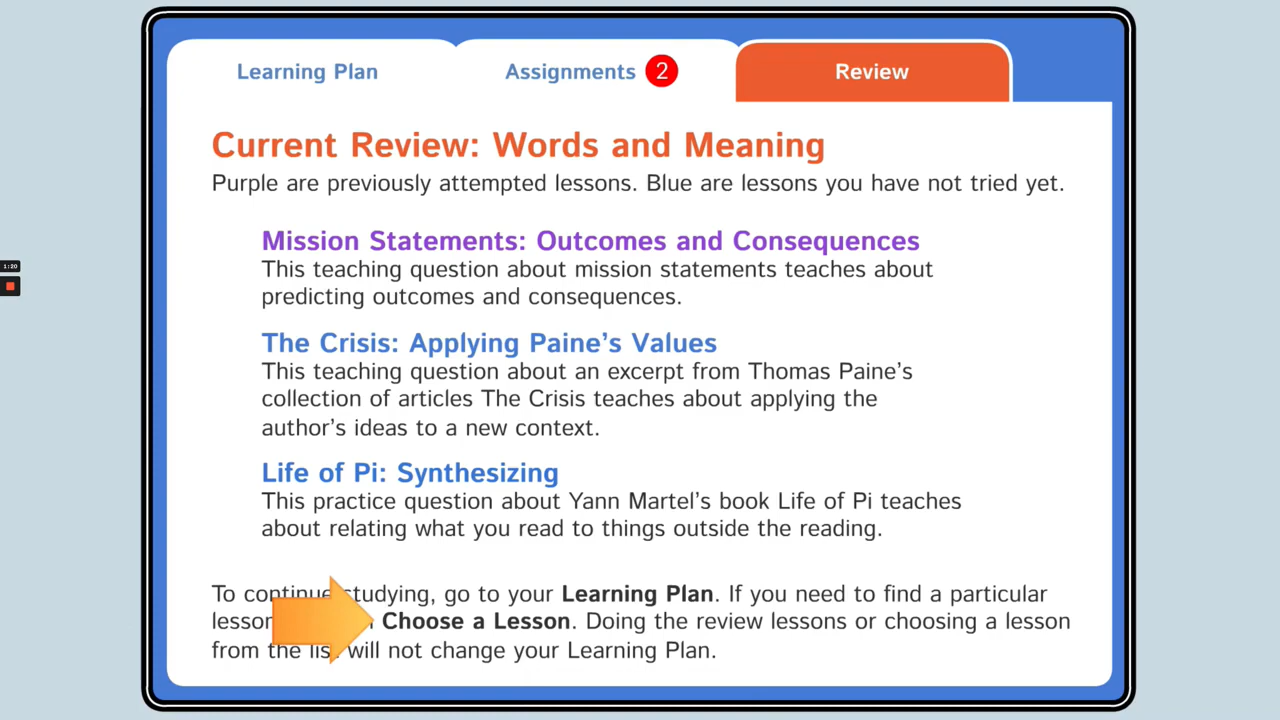 Learning Plan
Assignments 2
Review
Current Review: Words and Meaning
Purple are previously attempted lessons. Blue are lessons you have not tried yet.
Mission Statements: Outcomes and Consequences
This teaching question about mission statements teaches about
predicting outcomes and consequences.
The Crisis: Applying Paine’s Values
This teaching question about an excerpt from Thomas Paine’s
collection of articles The Crisis teaches about applying the
author’s ideas to a new context.
Life of Pi: Synthesizing
This practice question about Yann Martel’s book Life of Pi teaches
about relating what you read to things outside the reading.
1:20
To continue studying, go to your Learning Plan. If you need to find a particular
Choose a Lesson. Doing the review lessons or choosing a lesson
from the list will not change your Learning Plan.